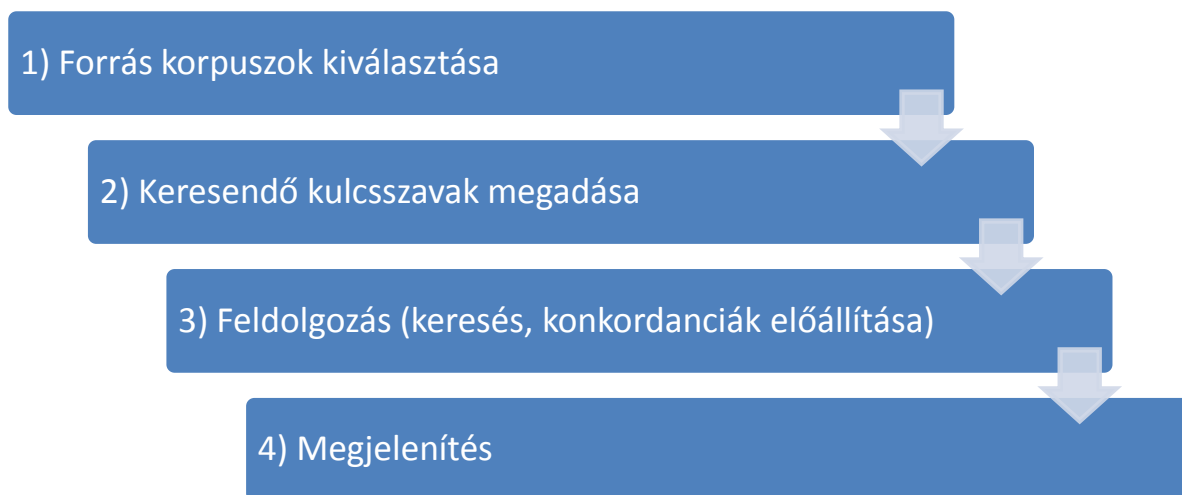 1) Forrás korpuszok kiválasztása
2) Keresendő kulcsszavak megadása
3) Feldolgozás (keresés, konkordanciák előállítása)
4) Megjelenítés